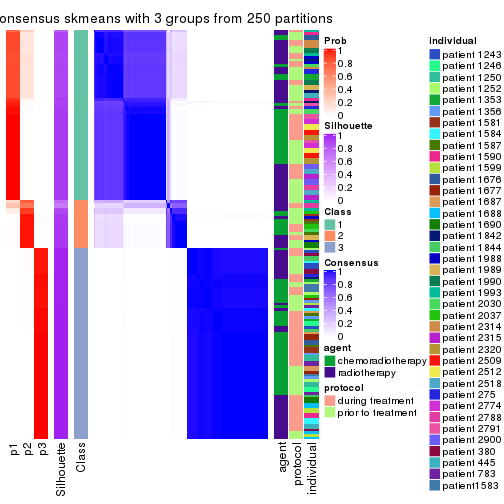 onsensus skmeans with 3 groups from 250 partitions
Prob
1
0.8
0.6
0.4
0.2
0
Silhouette
1
0.8
0.6
0.4
0.2
0
Class
1
2
3
Consensus
1
0.8
0.6
0.4
0.2
0
agent
chemoradiotherapy
radiotherapy
protocol
during treatment
prior to treatment
individual
patient 1243
patient 1246
patient 1250
patient 1252
patient 1353
patient 1356
patient 1581
patient 1584
patient 1587
patient 1590
patient 1599
patient 1676
patient 1677
patient 1687
patient 1688
patient 1690
patient 1842
patient 1844
patient 1988
patient 1989
patient 1990
patient 1993
patient 2030
patient 2037
patient 2314
patient 2315
patient 2320
patient 2509
patient 2512
patient 2518
patient 275
patient 2774
patient 2788
patient 2791
patient 2900
patient 380
patient 445
patient 783
patient1583
p1
p2
p3
Silhouette
Class
agent
protocol
individual